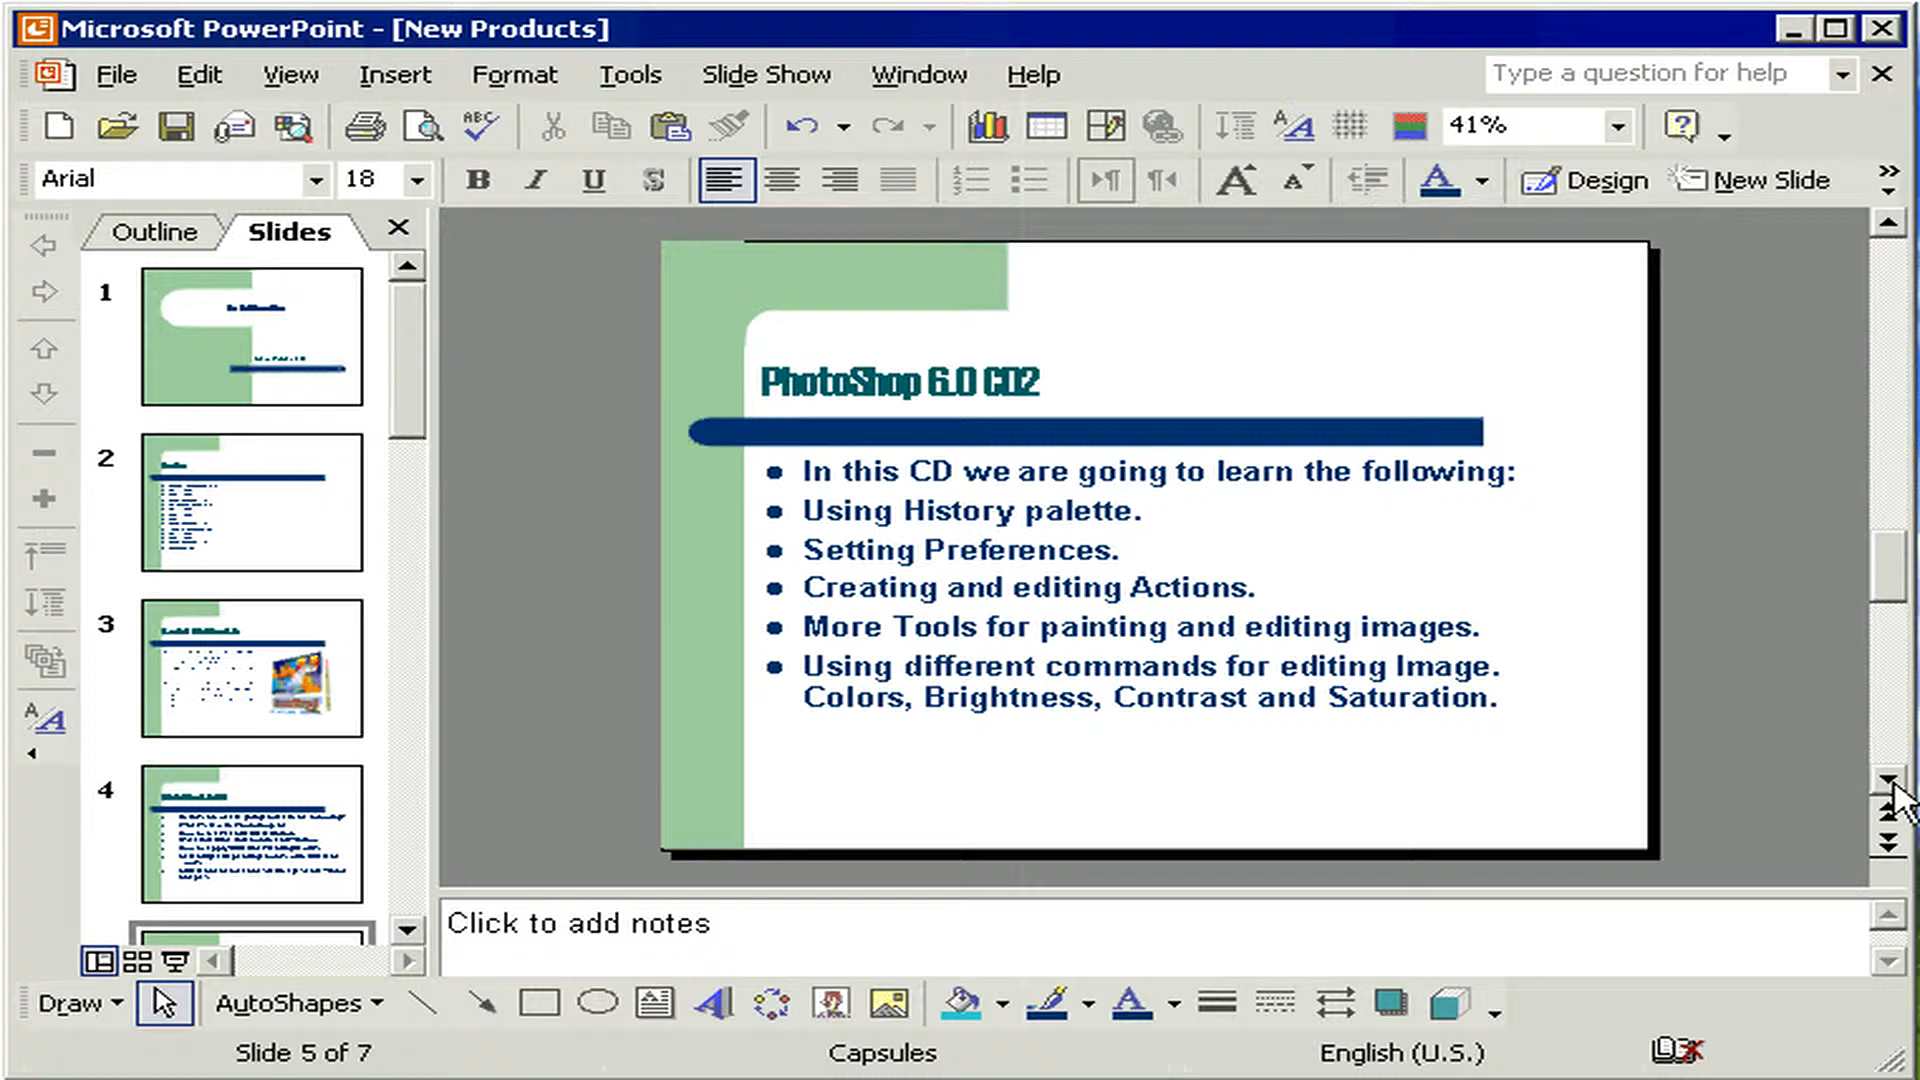 Microsoft PowerPoint - [New Products]
File Edit View Insert Format Tools Slide Show Window Help Type a question for help
ABC 41%
Arial 18 B I U S Design New Slide
Outline Slides
1
2
3
4
PhotoShop 6.0 CD2
In this CD we are going to learn the following:
Using History palette.
Setting Preferences.
Creating and editing Actions.
More Tools for painting and editing images.
Using different commands for editing Image.
Colors, Brightness, Contrast and Saturation.
Click to add notes
Draw AutoShapes
Slide 5 of 7 Capsules English (U.S.)